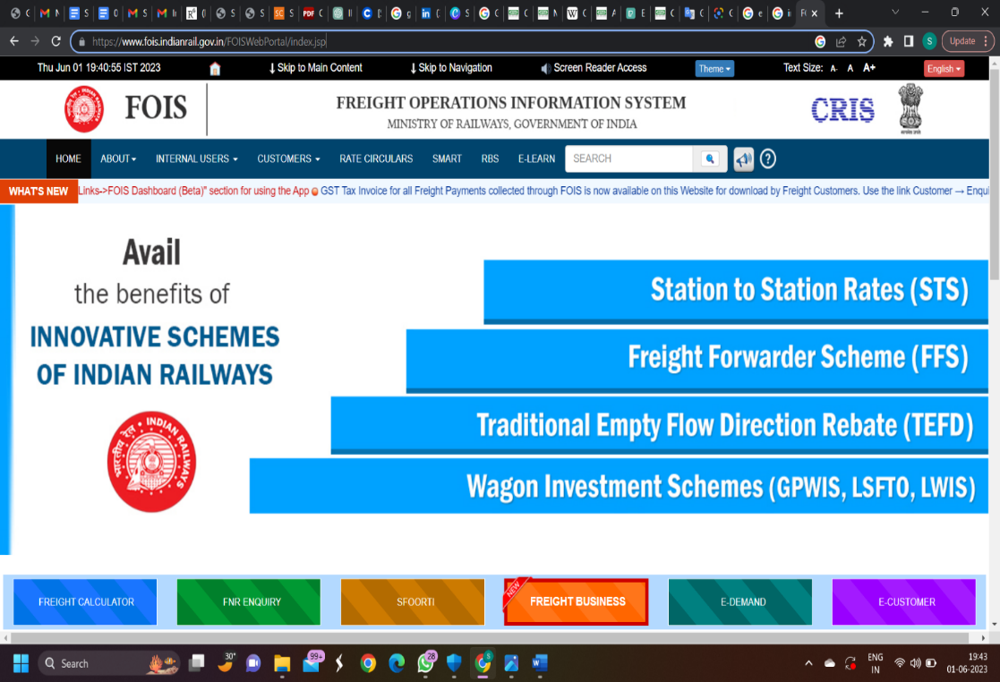 https://www.fois.indianrail.gov.in/FOISWebPortal/index.jsp
Update
Thu Jun 01 19:40:55 IST 2023
Skip to Main Content
Skip to Navigation
Screen Reader Access
Theme
Text Size: A- A A+
English
FOIS
FREIGHT OPERATIONS INFORMATION SYSTEM
MINISTRY OF RAILWAYS, GOVERNMENT OF INDIA
CRIS
HOME ABOUT INTERNAL USERS CUSTOMERS RATE CIRCULARS SMART RBS E-LEARN SEARCH
WHAT'S NEW Links->FOIS Dashboard (Beta)" section for using the App GST Tax Invoice for all Freight Payments collected through FOIS is now available on this Website for download by Freight Customers. Use the link Customer → Enqui
Avail
the benefits of
INNOVATIVE SCHEMES
OF INDIAN RAILWAYS
INDIAN RAILWAYS
भारतीय रेल
Station to Station Rates (STS)
Freight Forwarder Scheme (FFS)
Traditional Empty Flow Direction Rebate (TEFD)
Wagon Investment Schemes (GPWIS, LSFTO, LWIS)
FREIGHT CALCULATOR
FNR ENQUIRY
SFOORTI
NEW
FREIGHT BUSINESS
E-DEMAND
E-CUSTOMER
Search
30°
99+
28
ENG
IN
19:43
01-06-2023